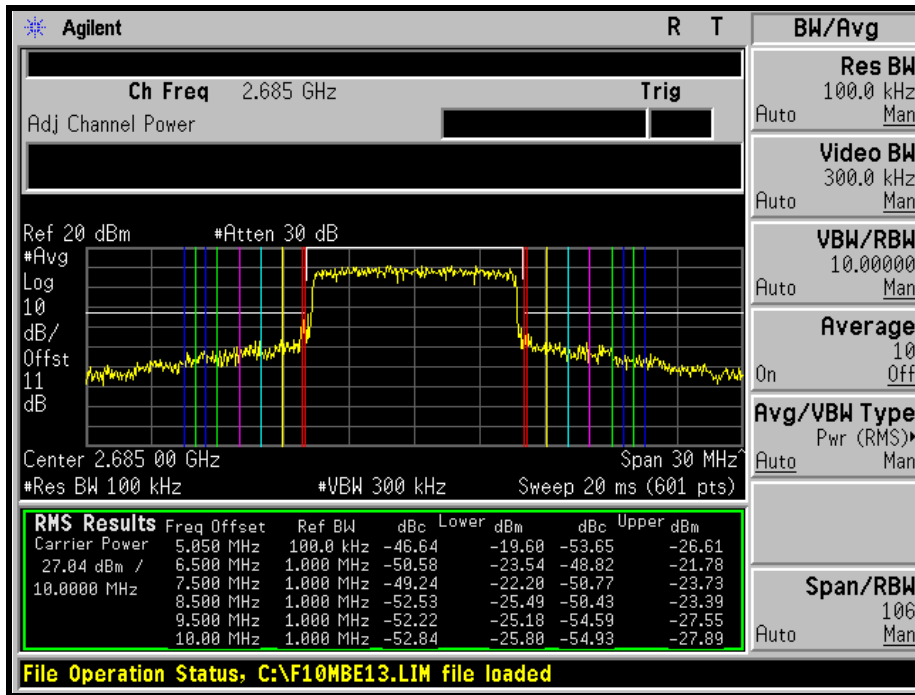 Agilent R T
BW/Avg
Ch Freq 2.685 GHz Trig
Adj Channel Power
Res BW
100.0 kHz
Auto Man
Video BW
300.0 kHz
Auto Man
VBW/RBW
10.00000
Auto Man
Average
10
On Off
Avg/VBW Type
Pwr (RMS)
Auto Man
Span/RBW
106
Auto Man
Ref 20 dBm #Atten 30 dB
#Avg
Log
10
dB/
Offst
11
dB
Center 2.685 00 GHz Span 30 MHz^
#Res BW 100 kHz #VBW 300 kHz Sweep 20 ms (601 pts)
RMS Results Freq Offset Ref BW dBc Lower dBm dBc Upper dBm
Carrier Power 5.050 MHz 100.0 kHz -46.64 -19.60 -53.65 -26.61
27.04 dBm / 6.500 MHz 1.000 MHz -50.58 -23.54 -48.82 -21.78
10.0000 MHz 7.500 MHz 1.000 MHz -49.24 -22.20 -50.77 -23.73
8.500 MHz 1.000 MHz -52.53 -25.49 -50.43 -23.39
9.500 MHz 1.000 MHz -52.22 -25.18 -54.59 -27.55
10.00 MHz 1.000 MHz -52.84 -25.80 -54.93 -27.89
File Operation Status, C:\F10MBE13.LIM file loaded